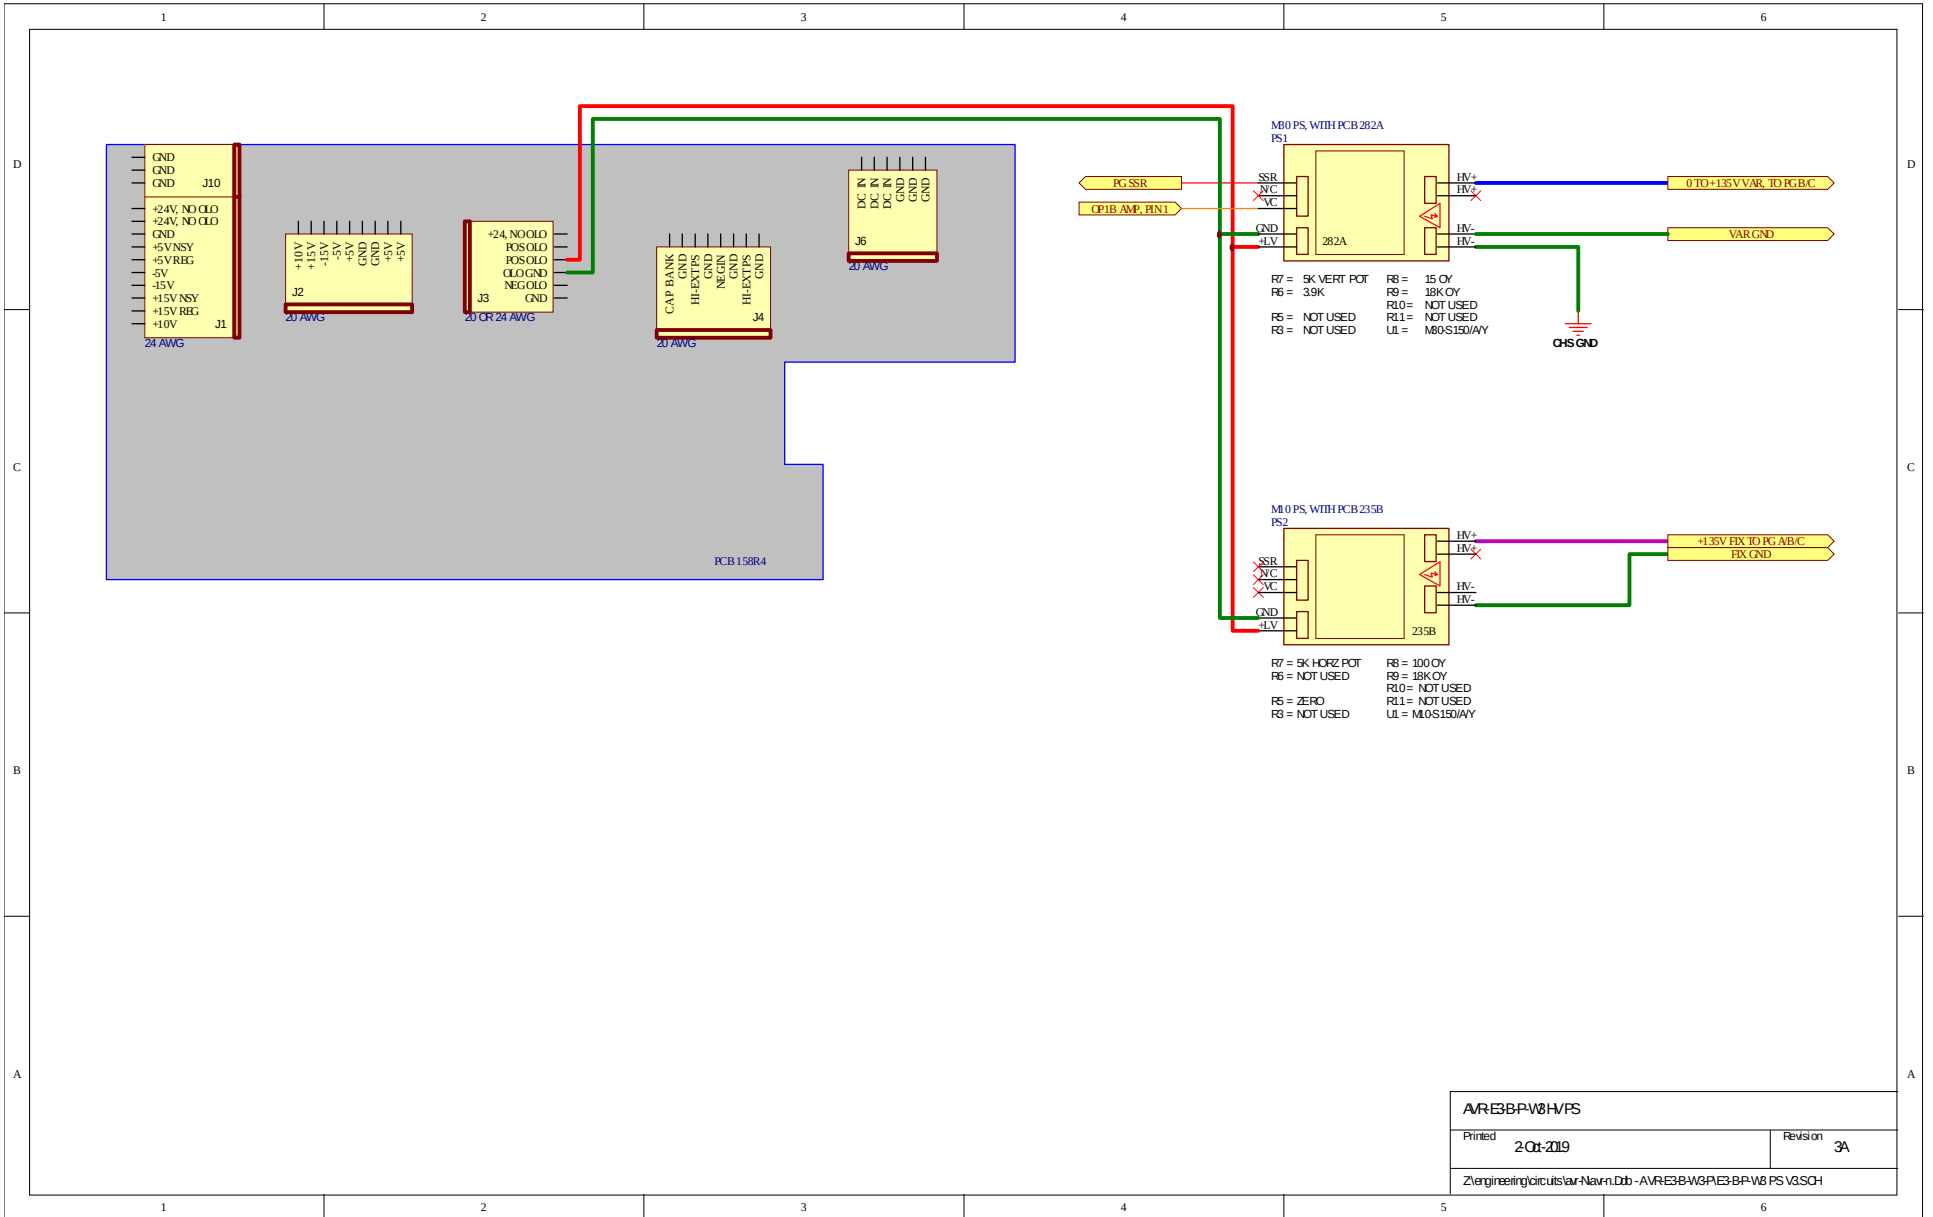 1 2 3 4 5 6
D D
C C
B B
A A
GND
GND
GND
J10
+24V, NO OLO
+24V, NO OLO
GND
+5V NSY
+5V REG
-5V
-15V
+15V NSY
+15V REG
+10V
J1
24 AWG
+10V
+15V
-15V
-5V
+5V
GND
GND
+5V
+5V
J2
20 AWG
+24, NO OLO
POS OLO
POS OLO
OLO GND
NEG OLO
GND
J3
20 OR 24 AWG
CAP BANK
GND
HI-EXT PS
GND
NEG IN
GND
HI-EXT PS
GND
J4
20 AWG
DC IN
DC IN
DC IN
GND
GND
GND
J6
20 AWG
PCB 158R4
PG SSR
OP1B AMP, PIN 1
M30 PS, WITH PCB 282A
PS1
SSR
N/C
VC
GND
+LV
282A
HV+
HV+
HV-
HV-
0 TO +135V VAR, TO PG B/C
VAR GND
CHS GND
R7 = 5K VERT POT
R6 = 3.9K
R5 = NOT USED
R3 = NOT USED
R8 = 15 OY
R9 = 18K OY
R10 = NOT USED
R11 = NOT USED
U1 = M30-S150/A/Y
M10 PS, WITH PCB 235B
PS2
SSR
N/C
VC
GND
+LV
235B
HV+
HV+
HV-
HV-
+135V FIX TO PG A/B/C
FIX GND
R7 = 5K HORZ POT
R6 = NOT USED
R5 = ZERO
R3 = NOT USED
R8 = 100 OY
R9 = 18K OY
R10 = NOT USED
R11 = NOT USED
U1 = M10-S150/A/Y
AVR-E3-B-P-W3 HVPS
Printed 2-Oct-2019
Revision 3A
Z:\engineering\circuits\avr-N\avr-n.Ddb - AVR-E3-B-W3-P\E3-B-P-W3 PS V3.SCH
1 2 3 4 5 6